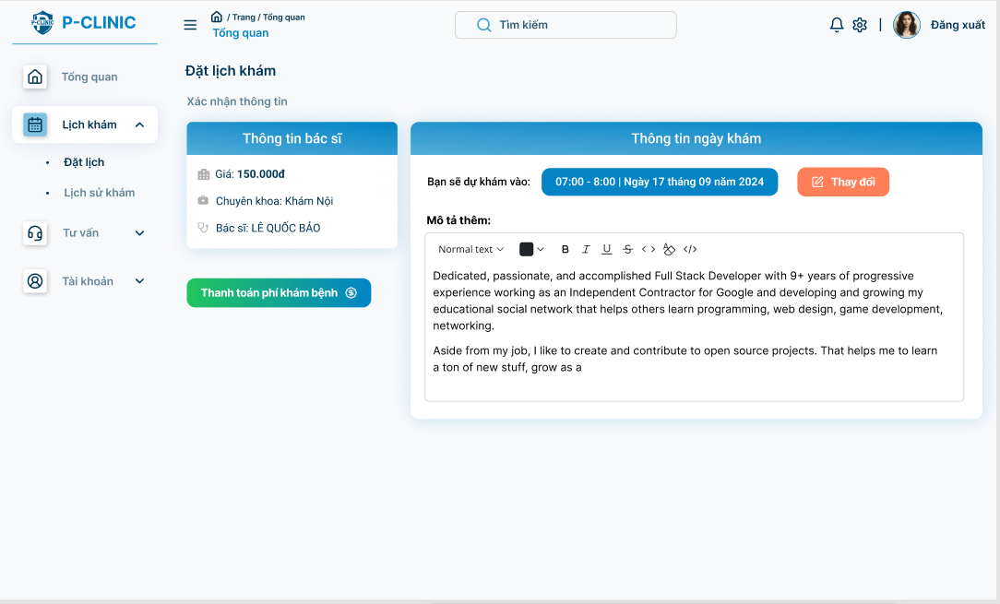 P-CLINIC
P-CLINIC
/ Trang / Tổng quan
Tổng quan
Tìm kiếm
Đăng xuất
Tổng quan
Lịch khám
Đặt lịch
Lịch sử khám
Tư vấn
Tài khoản
Đặt lịch khám
Xác nhận thông tin
Thông tin bác sĩ
Giá: 150.000đ
Chuyên khoa: Khám Nội
Bác sĩ: LÊ QUỐC BẢO
Thanh toán phí khám bệnh
Thông tin ngày khám
Bạn sẽ dự khám vào: 07:00 - 8:00 | Ngày 17 tháng 09 năm 2024 Thay đổi
Mô tả thêm:
Normal text B I U S < > A </>
Dedicated, passionate, and accomplished Full Stack Developer with 9+ years of progressive
experience working as an Independent Contractor for Google and developing and growing my
educational social network that helps others learn programming, web design, game development,
networking.
Aside from my job, I like to create and contribute to open source projects. That helps me to learn
a ton of new stuff, grow as a